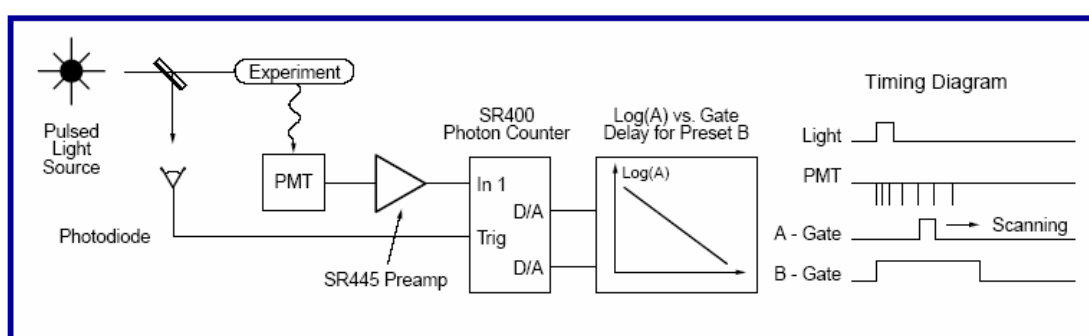 Experiment
Pulsed
Light
Source
Photodiode
PMT
SR445 Preamp
SR400
Photon Counter
In 1
D/A
Trig
D/A
Log(A) vs. Gate
Delay for Preset B
Log(A)
Timing Diagram
Light
PMT
A - Gate
Scanning
B - Gate